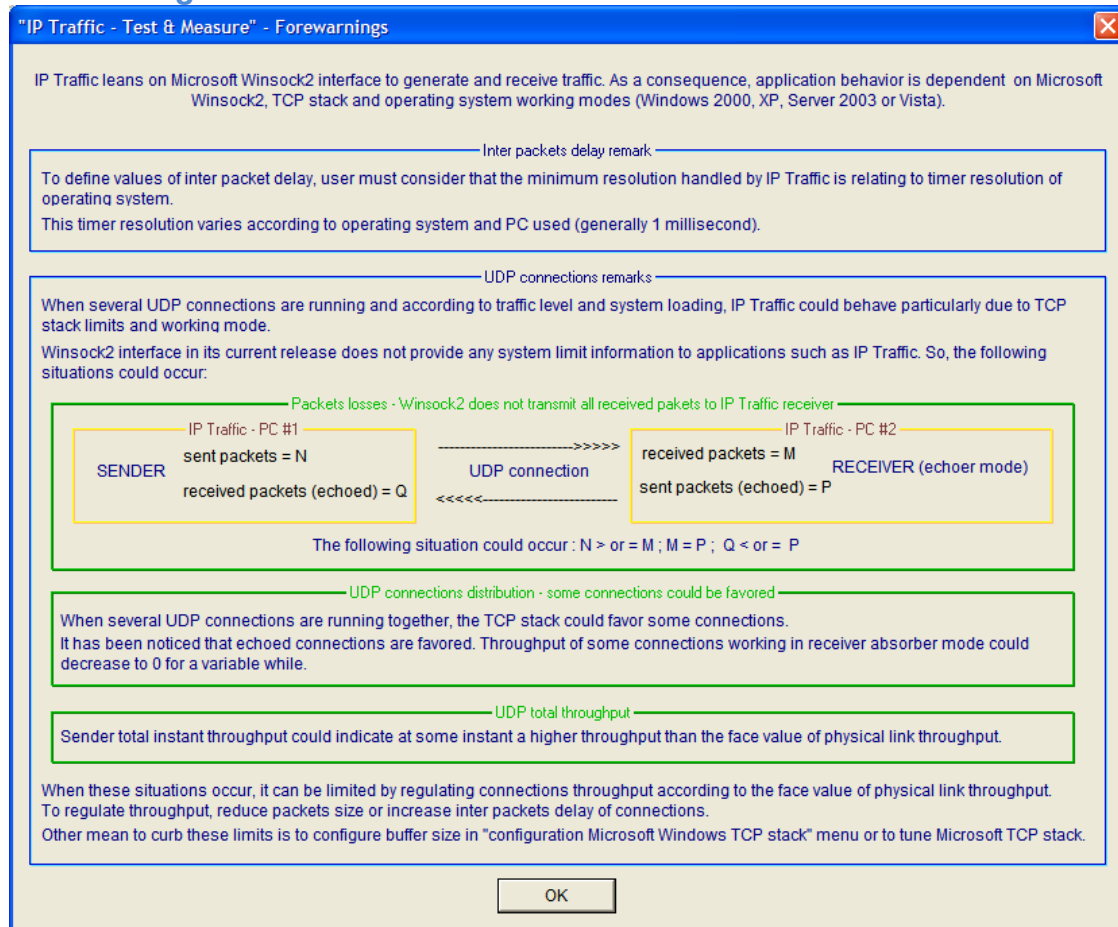 "IP Traffic - Test & Measure" - Forewarnings
IP Traffic leans on Microsoft Winsock2 interface to generate and receive traffic. As a consequence, application behavior is dependent on Microsoft
Winsock2, TCP stack and operating system working modes (Windows 2000, XP, Server 2003 or Vista).
Inter packets delay remark
To define values of inter packet delay, user must consider that the minimum resolution handled by IP Traffic is relating to timer resolution of
operating system.
This timer resolution varies according to operating system and PC used (generally 1 millisecond).
UDP connections remarks
When several UDP connections are running and according to traffic level and system loading, IP Traffic could behave particularly due to TCP
stack limits and working mode.
Winsock2 interface in its current release does not provide any system limit information to applications such as IP Traffic. So, the following
situations could occur:
Packets losses - Winsock2 does not transmit all received pakets to IP Traffic receiver
IP Traffic - PC #1
SENDER
sent packets = N
received packets (echoed) = Q
------------------------->>>>>
UDP connection
<<<<<-------------------------
IP Traffic - PC #2
received packets = M
RECEIVER (echoer mode)
sent packets (echoed) = P
The following situation could occur : N > or = M ; M = P ; Q < or = P
UDP connections distribution - some connections could be favored
When several UDP connections are running together, the TCP stack could favor some connections.
It has been noticed that echoed connections are favored. Throughput of some connections working in receiver absorber mode could
decrease to 0 for a variable while.
UDP total throughput
Sender total instant throughput could indicate at some instant a higher throughput than the face value of physical link throughput.
When these situations occur, it can be limited by regulating connections throughput according to the face value of physical link throughput.
To regulate throughput, reduce packets size or increase inter packets delay of connections.
Other mean to curb these limits is to configure buffer size in "configuration Microsoft Windows TCP stack" menu or to tune Microsoft TCP stack.
OK